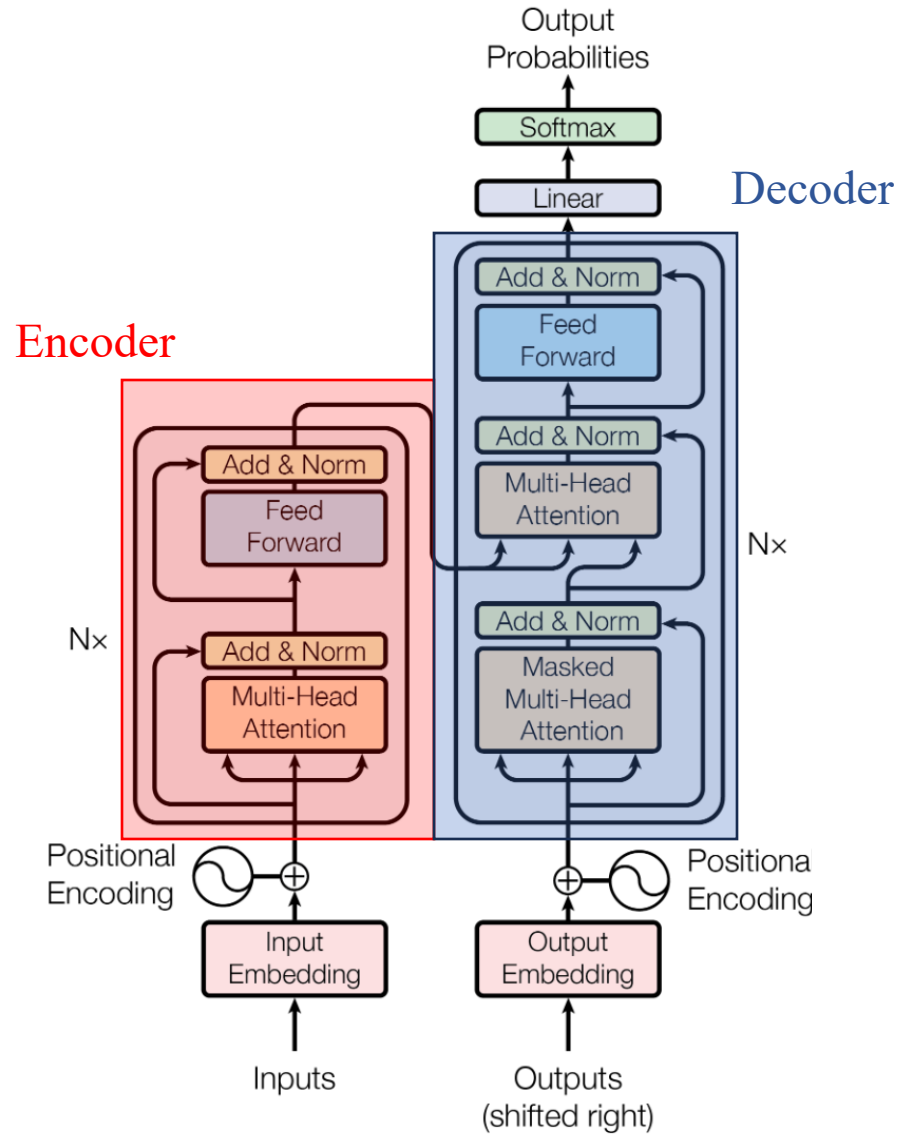 Output
Probabilities
Softmax
Linear
Decoder
Add & Norm
Feed
Forward
Add & Norm
Multi-Head
Attention
Nx
Add & Norm
Masked
Multi-Head
Attention
Encoder
Add & Norm
Feed
Forward
Nx
Add & Norm
Multi-Head
Attention
Positional
Encoding
Positiona
Encoding
Input
Embedding
Output
Embedding
Inputs
Outputs
(shifted right)